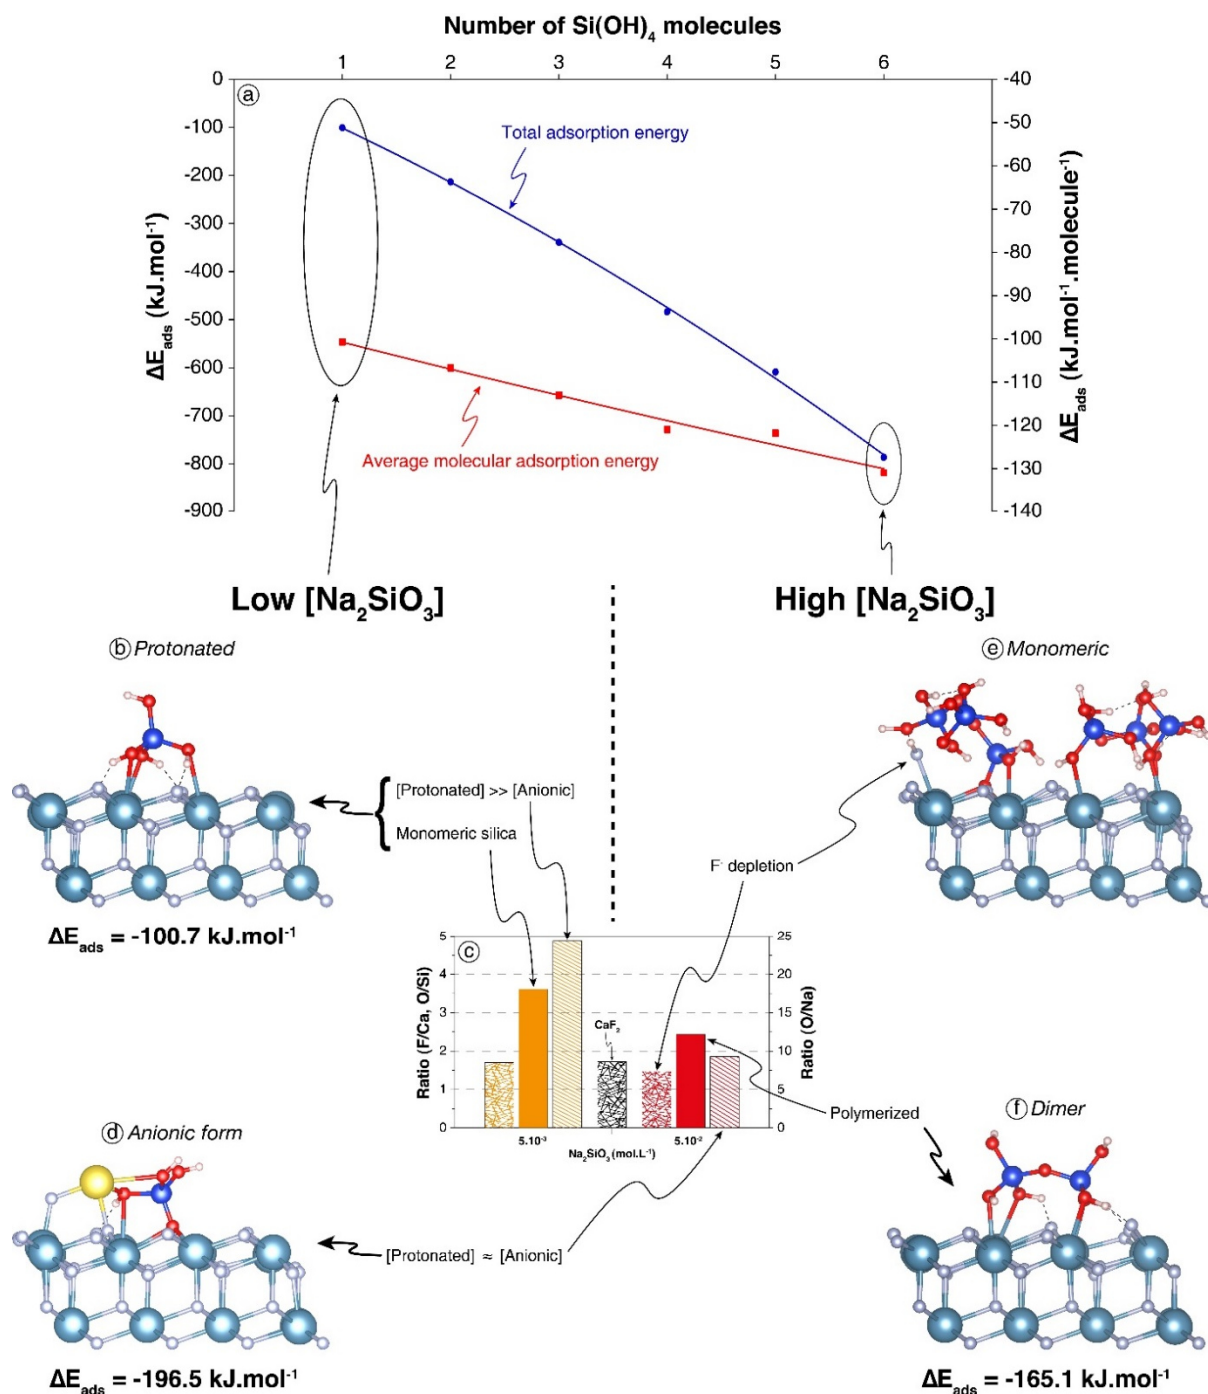 Number of Si(OH)₄ molecules
1 2 3 4 5 6
0
-100
-200
-300
-400
-500
-600
-700
-800
-900
ΔE_ads (kJ.mol⁻¹)
ⓐ
Total adsorption energy
Average molecular adsorption energy
-40
-50
-60
-70
-80
-90
-100
-110
-120
-130
-140
ΔE_ads (kJ.mol⁻¹.molecule⁻¹)
Low [Na₂SiO₃]
High [Na₂SiO₃]
ⓑ Protonated
ⓔ Monomeric
[Protonated] >> [Anionic]
Monomeric silica
F⁻ depletion
ΔE_ads = -100.7 kJ.mol⁻¹
ⓒ
5
4
3
2
1
0
Ratio (F/Ca, O/Si)
CaF₂
25
20
15
10
5
0
Ratio (O/Na)
5.10⁻³
5.10⁻²
Na₂SiO₃ (mol.L⁻¹)
Polymerized
ⓓ Anionic form
ⓕ Dimer
[Protonated] ≈ [Anionic]
ΔE_ads = -196.5 kJ.mol⁻¹
ΔE_ads = -165.1 kJ.mol⁻¹